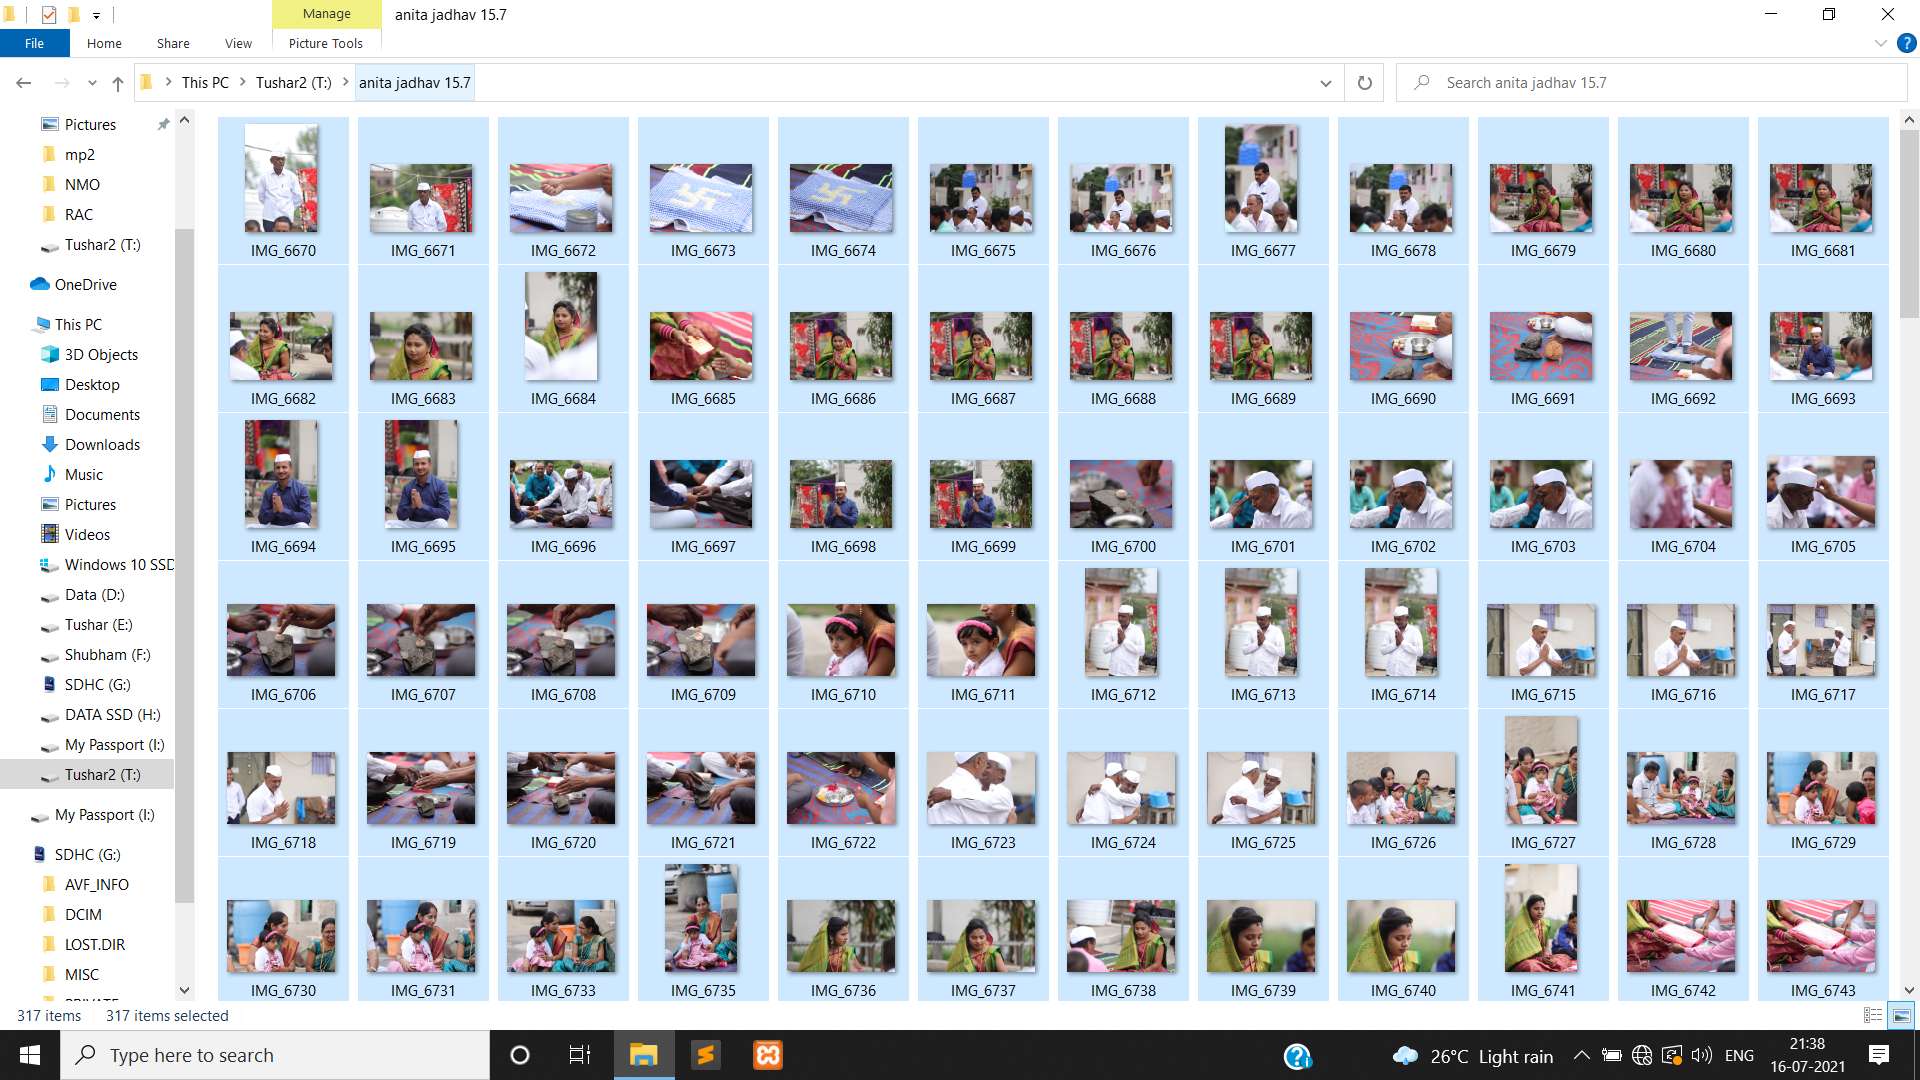 Manage
anita jadhav 15.7
File
Home
Share
View
Picture Tools
This PC
Tushar2 (T:)
anita jadhav 15.7
Search anita jadhav 15.7
Pictures
mp2
NMO
RAC
Tushar2 (T:)
OneDrive
This PC
3D Objects
Desktop
Documents
Downloads
Music
Pictures
Videos
Windows 10 SSD
Data (D:)
Tushar (E:)
Shubham (F:)
SDHC (G:)
DATA SSD (H:)
My Passport (I:)
Tushar2 (T:)
My Passport (I:)
SDHC (G:)
AVF_INFO
DCIM
LOST.DIR
MISC
IMG_6670 IMG_6671 IMG_6672 IMG_6673 IMG_6674 IMG_6675 IMG_6676 IMG_6677 IMG_6678 IMG_6679 IMG_6680 IMG_6681
IMG_6682 IMG_6683 IMG_6684 IMG_6685 IMG_6686 IMG_6687 IMG_6688 IMG_6689 IMG_6690 IMG_6691 IMG_6692 IMG_6693
IMG_6694 IMG_6695 IMG_6696 IMG_6697 IMG_6698 IMG_6699 IMG_6700 IMG_6701 IMG_6702 IMG_6703 IMG_6704 IMG_6705
IMG_6706 IMG_6707 IMG_6708 IMG_6709 IMG_6710 IMG_6711 IMG_6712 IMG_6713 IMG_6714 IMG_6715 IMG_6716 IMG_6717
IMG_6718 IMG_6719 IMG_6720 IMG_6721 IMG_6722 IMG_6723 IMG_6724 IMG_6725 IMG_6726 IMG_6727 IMG_6728 IMG_6729
IMG_6730 IMG_6731 IMG_6733 IMG_6735 IMG_6736 IMG_6737 IMG_6738 IMG_6739 IMG_6740 IMG_6741 IMG_6742 IMG_6743
317 items
317 items selected
Type here to search
26°C Light rain
ENG
21:38
16-07-2021